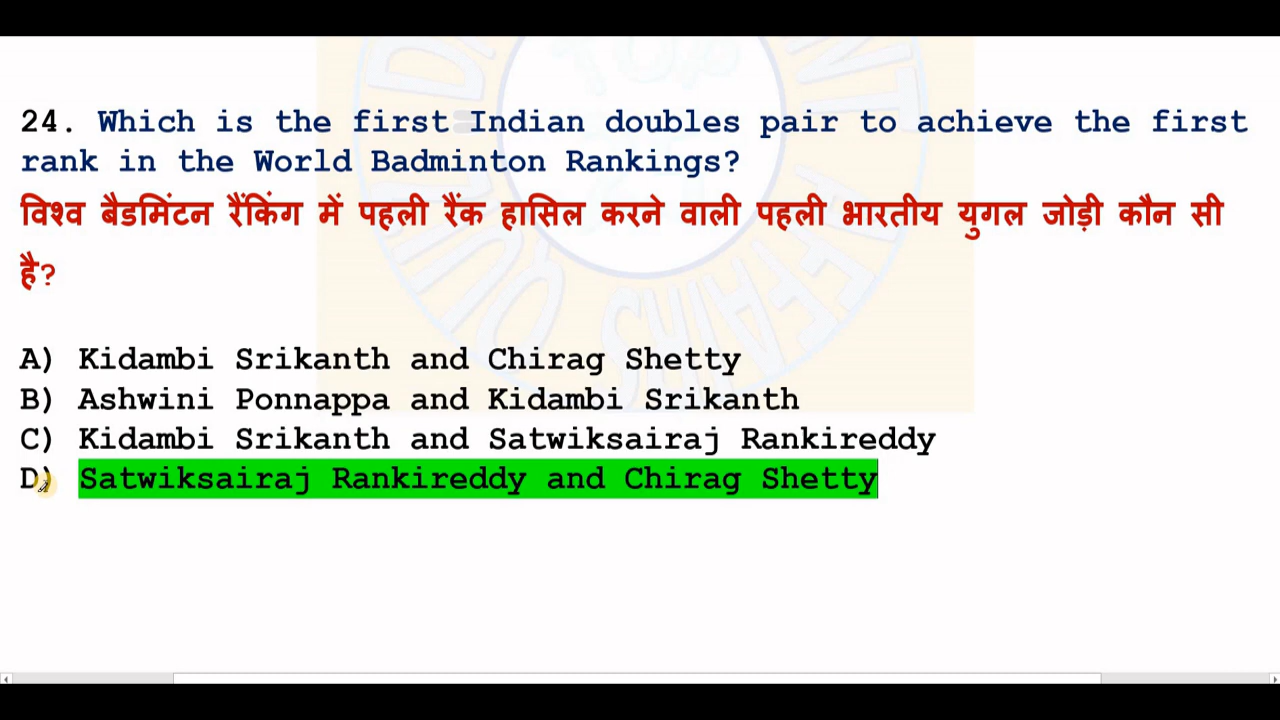 24. Which is the first Indian doubles pair to achieve the first
rank in the World Badminton Rankings?
विश्व बैडमिंटन रैंकिंग में पहली रैंक हासिल करने वाली पहली भारतीय युगल जोड़ी कौन सी
है?
A) Kidambi Srikanth and Chirag Shetty
B) Ashwini Ponnappa and Kidambi Srikanth
C) Kidambi Srikanth and Satwiksairaj Rankireddy
D) Satwiksairaj Rankireddy and Chirag Shetty